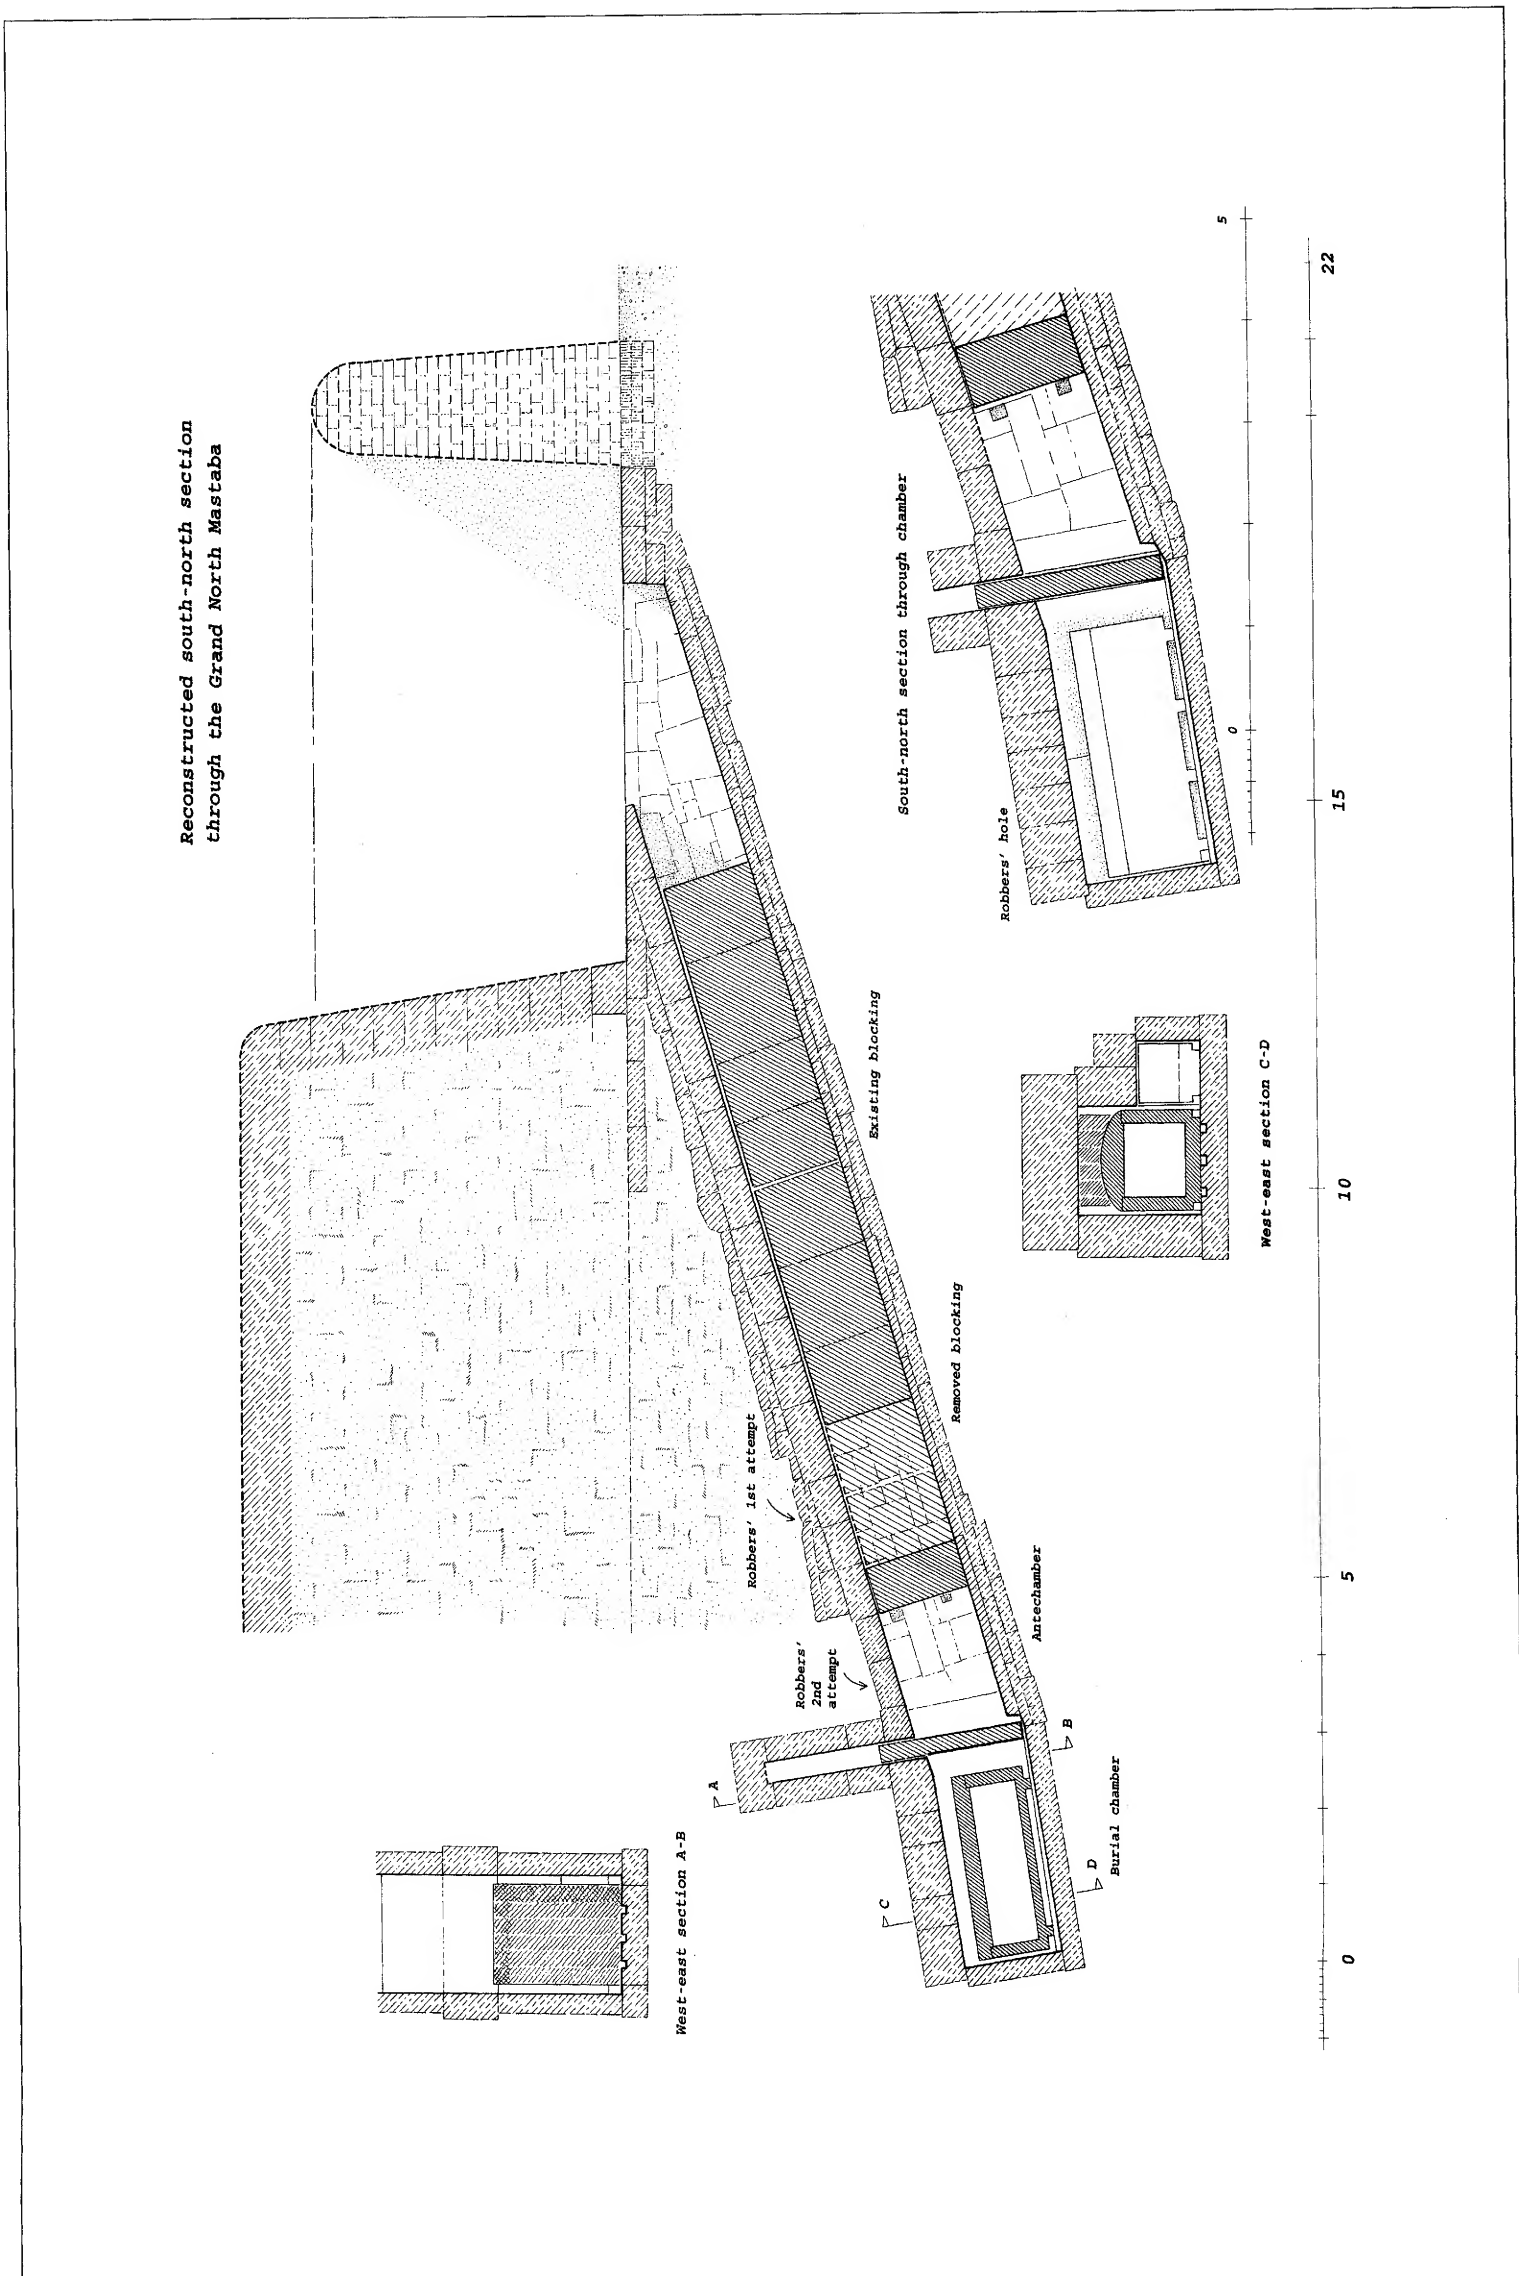 Reconstructed south-north section
through the Grand North Mastaba
South-north section through chamber
Robbers' hole
5
0
Existing blocking
Removed blocking
Robbers' 1st attempt
Robbers'
2nd
attempt
Antechamber
Burial chamber
A
B
C
D
West-east section A-B
West-east section C-D
0
5
10
15
22